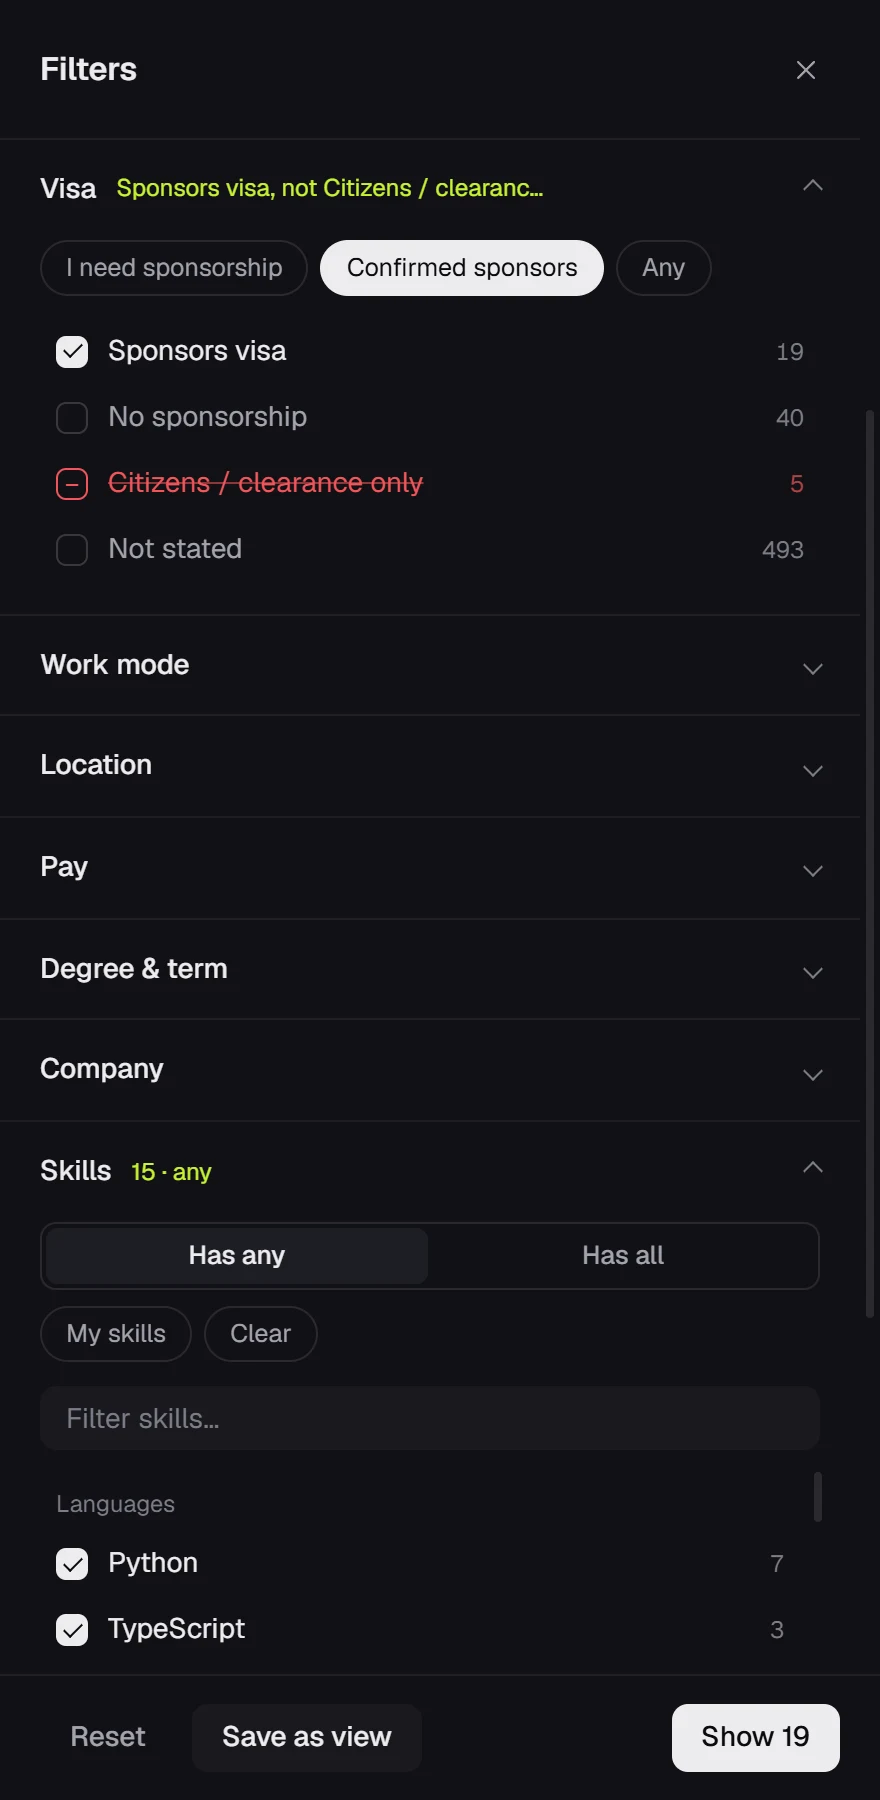 Filters
Visa Sponsors visa, not Citizens / clearanc...
I need sponsorship Confirmed sponsors Any
Sponsors visa 19
No sponsorship 40
Citizens / clearance only 5
Not stated 493
Work mode
Location
Pay
Degree & term
Company
Skills 15 · any
Has any Has all
My skills Clear
Filter skills...
Languages
Python 7
TypeScript 3
Reset Save as view Show 19